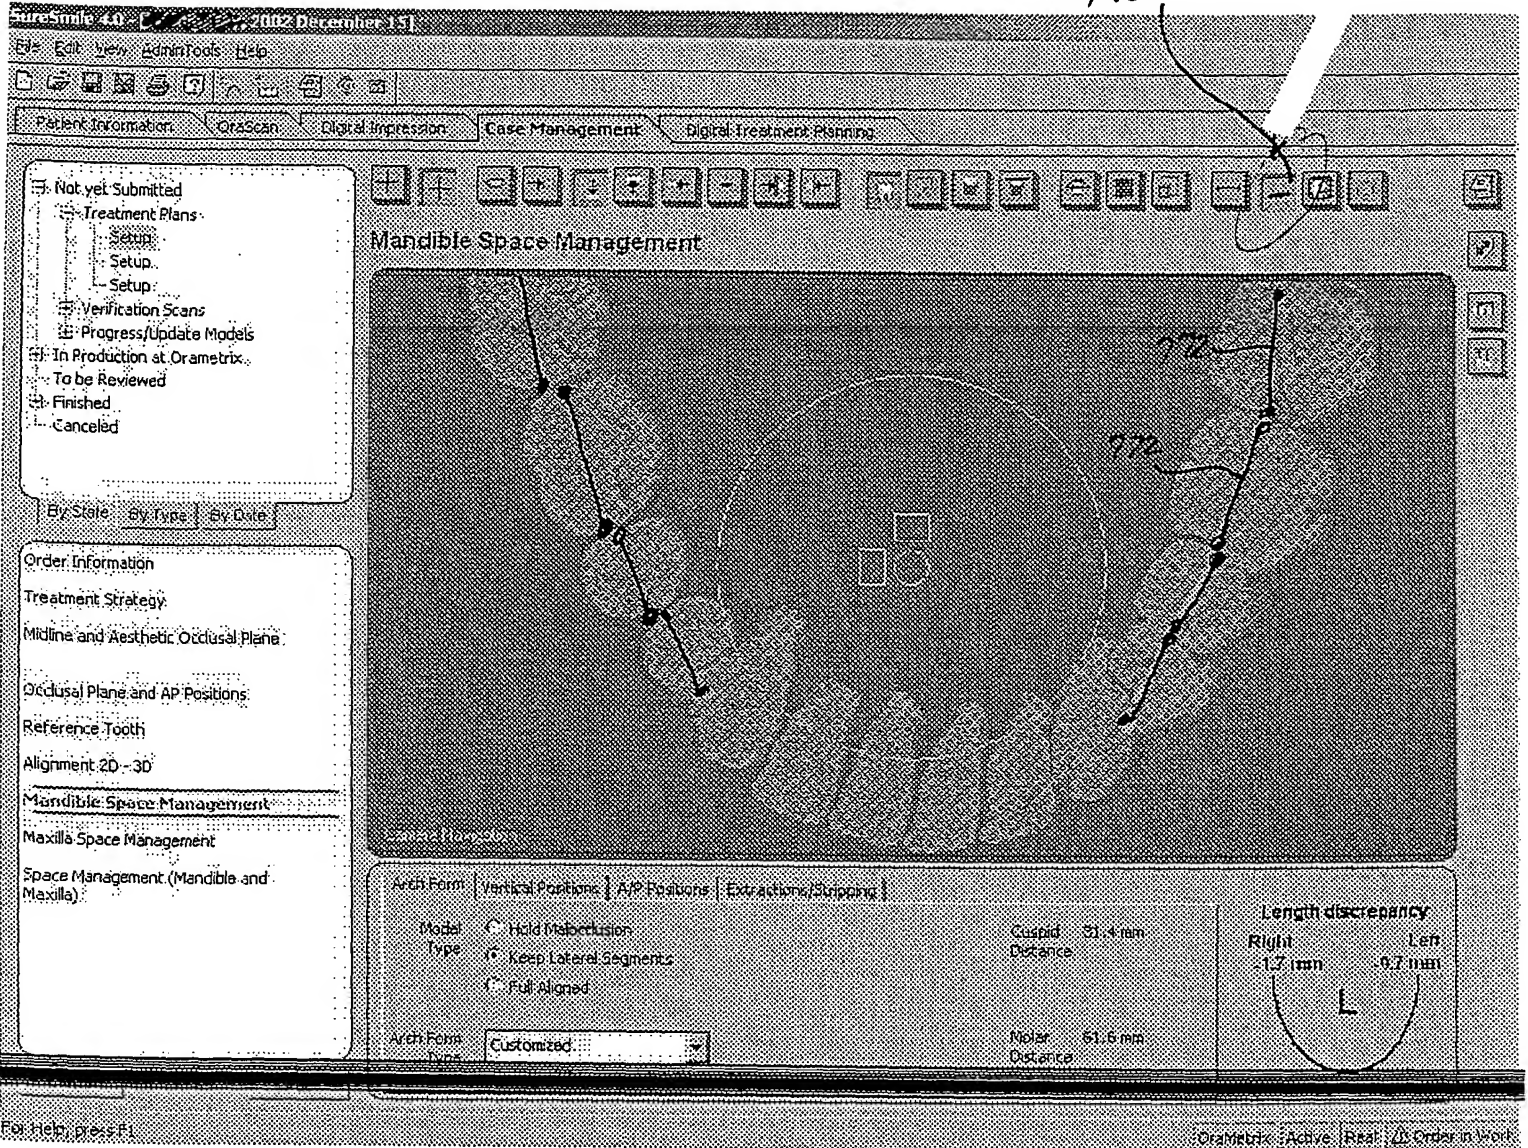 SureSmile 4.0 - [ , 2002 December 15]
File Edit View AdminTools Help
Patient Information OraScan Digital Impression Case Management Digital Treatment Planning
Not yet Submitted
Treatment Plans
Setup
Setup
Setup
Verification Scans
Progress/Update Models
In Production at Orametrix
To be Reviewed
Finished
Canceled
By State By Type By Date
Order Information
Treatment Strategy
Midline and Aesthetic Occlusal Plane
Occlusal Plane and AP Positions
Reference Tooth
Alignment 2D - 3D
Mandible Space Management
Maxilla Space Management
Space Management (Mandible and
Maxilla)
Mandible Space Management
772
772
Arch Form Vertical Positions A/P Positions Extractions/Stripping
Model
Type
Hold Malocclusion
Keep Lateral Segments
Full Aligned
Cuspid
Distance
31.4 mm
Arch Form
Type
Customized
Molar
Distance
61.6 mm
Length discrepancy
Right Left
-1.7 mm -0.7 mm
L
For Help, press F1
OraMetrix Active Real Order in Work